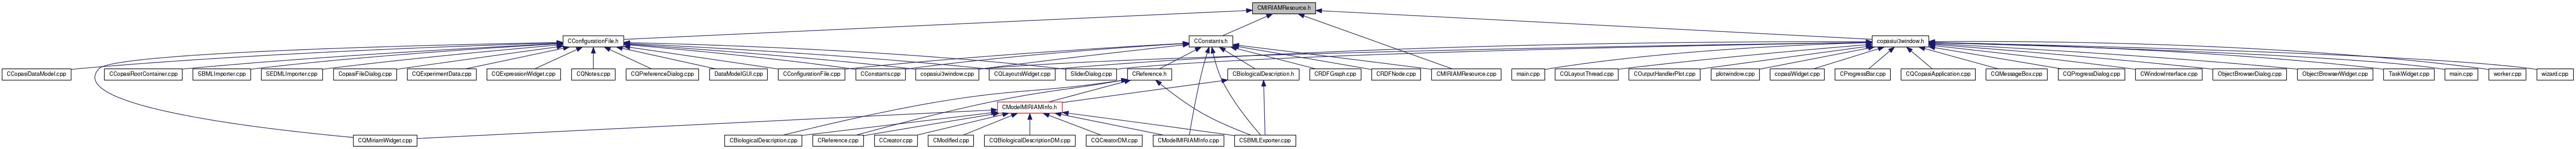 CMIRIAMResource.h
CConfigurationFile.h
CConstants.h
copasiui3window.h
CCopasiDataModel.cpp
CCopasiRootContainer.cpp
SBMLImporter.cpp
SEDMLImporter.cpp
CopasiFileDialog.cpp
CQExperimentData.cpp
CQExpressionWidget.cpp
CQNotes.cpp
CQPreferenceDialog.cpp
DataModelGUI.cpp
CConfigurationFile.cpp
CConstants.cpp
copasiui3window.cpp
CQLayoutsWidget.cpp
SliderDialog.cpp
CReference.h
CBiologicalDescription.h
CRDFGraph.cpp
CRDFNode.cpp
CMIRIAMResource.cpp
main.cpp
CQLayoutThread.cpp
COutputHandlerPlot.cpp
plotwindow.cpp
copasiWidget.cpp
CProgressBar.cpp
CQCopasiApplication.cpp
CQMessageBox.cpp
CQProgressDialog.cpp
CWindowInterface.cpp
ObjectBrowserDialog.cpp
ObjectBrowserWidget.cpp
TaskWidget.cpp
main.cpp
worker.cpp
wizard.cpp
CModelMIRIAMInfo.h
CQMiriamWidget.cpp
CBiologicalDescription.cpp
CReference.cpp
CCreator.cpp
CModified.cpp
CQBiologicalDescriptionDM.cpp
CQCreatorDM.cpp
CModelMIRIAMInfo.cpp
CSBMLExporter.cpp